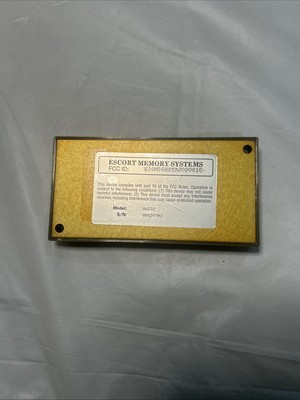 ESCORT MEMORY SYSTEMS
FCC ID:
This device complies with part 15 of the FCC Rules. Operation is
subject to the following conditions: (1) This device may not cause
harmful interference. (2) This device must accept any interference
received, including interference that may cause undesired operation.
Model:
S/N: